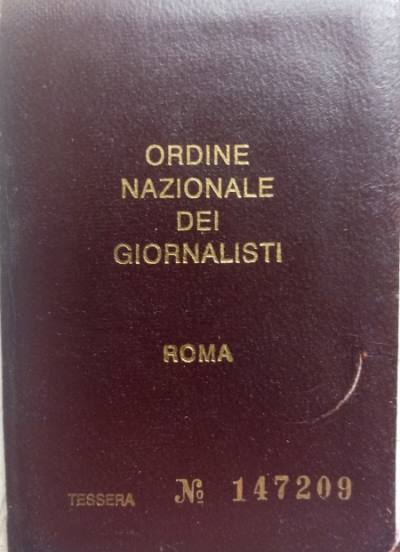 ORDINE
NAZIONALE
DEI
GIORNALISTI
ROMA
TESSERA № 147209